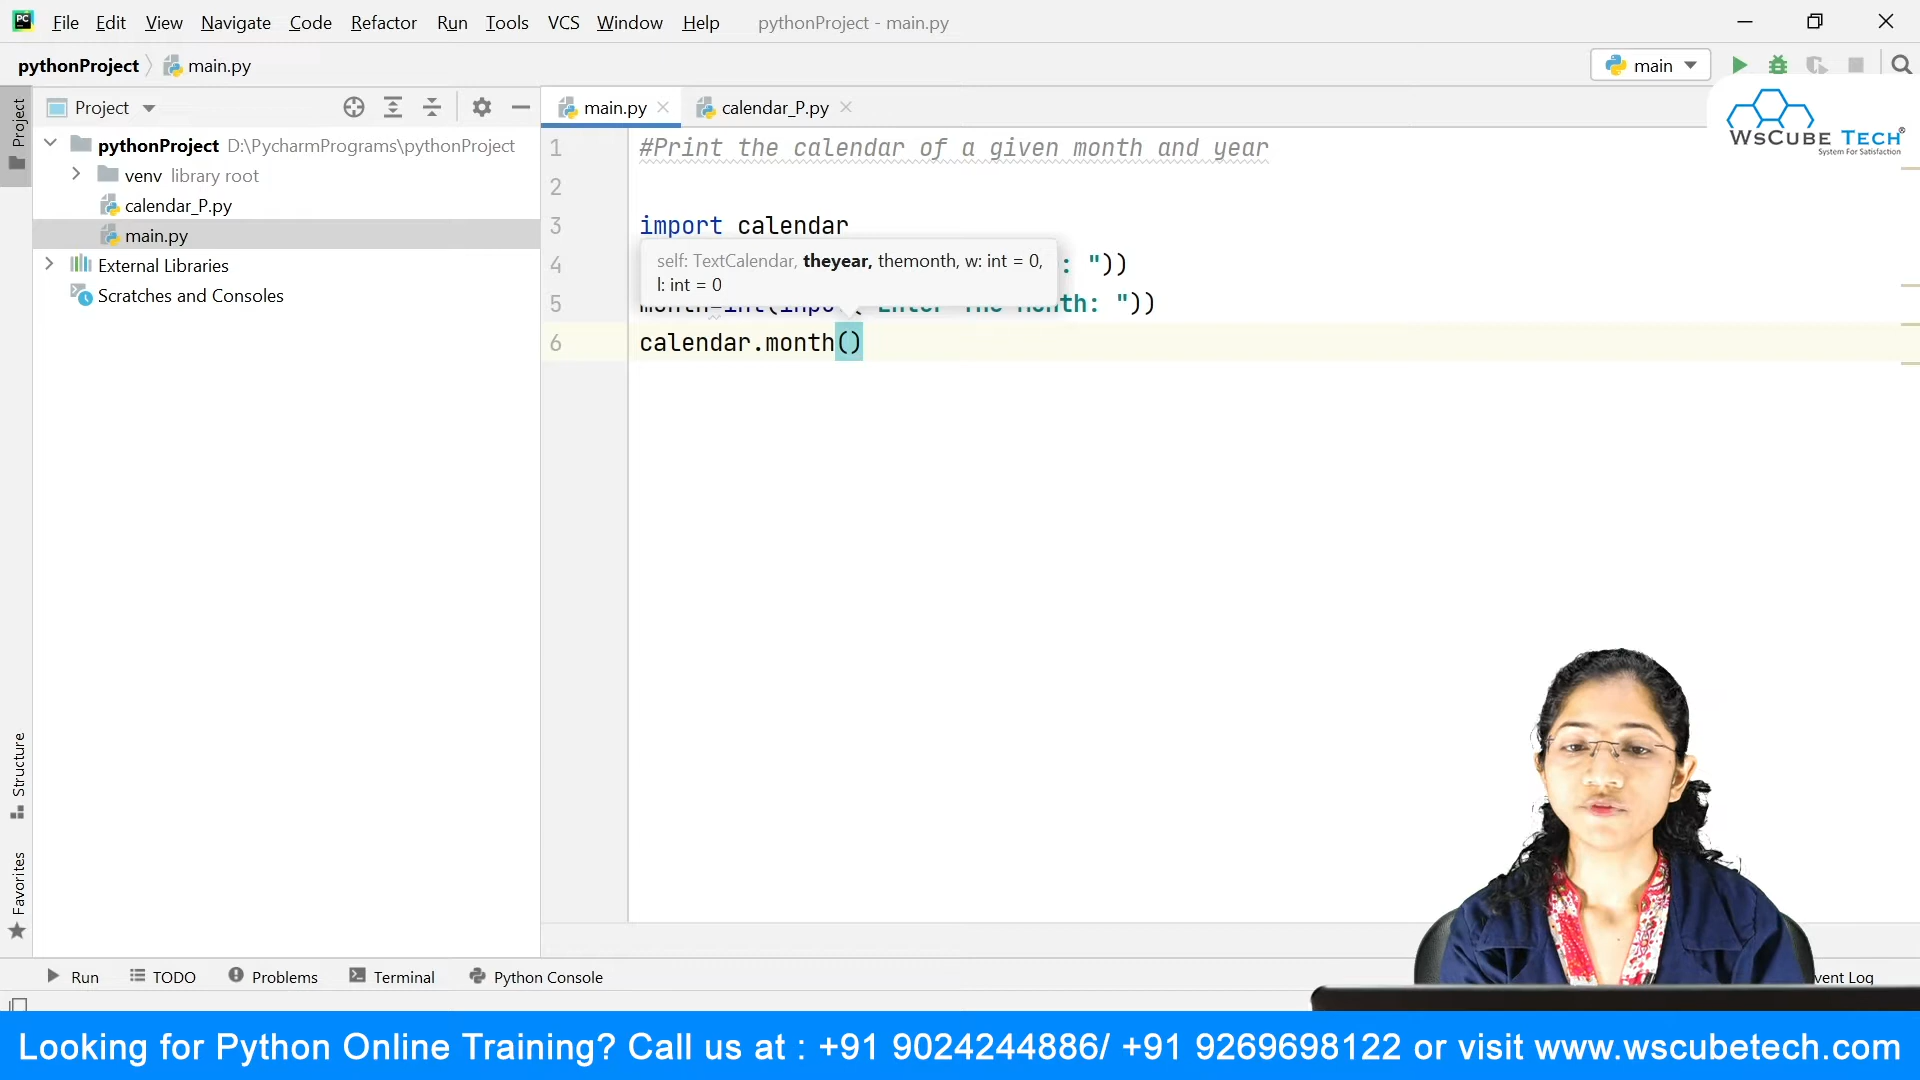 PC File Edit View Navigate Code Refactor Run Tools VCS Window Help pythonProject - main.py
pythonProject main.py main
Project main.py calendar_P.py
Project
pythonProject D:\PycharmPrograms\pythonProject
venv library root
calendar_P.py
main.py
External Libraries
Scratches and Consoles
1 #Print the calendar of a given month and year
2
3 import calendar
4 : "))
5 "Enter The Month: "))
6 calendar.month()
self: TextCalendar, theyear, themonth, w: int = 0,
l: int = 0
WsCube Tech
System For Satisfaction
Structure
Favorites
Run TODO Problems Terminal Python Console vent Log
Looking for Python Online Training? Call us at : +91 9024244886/ +91 9269698122 or visit www.wscubetech.com